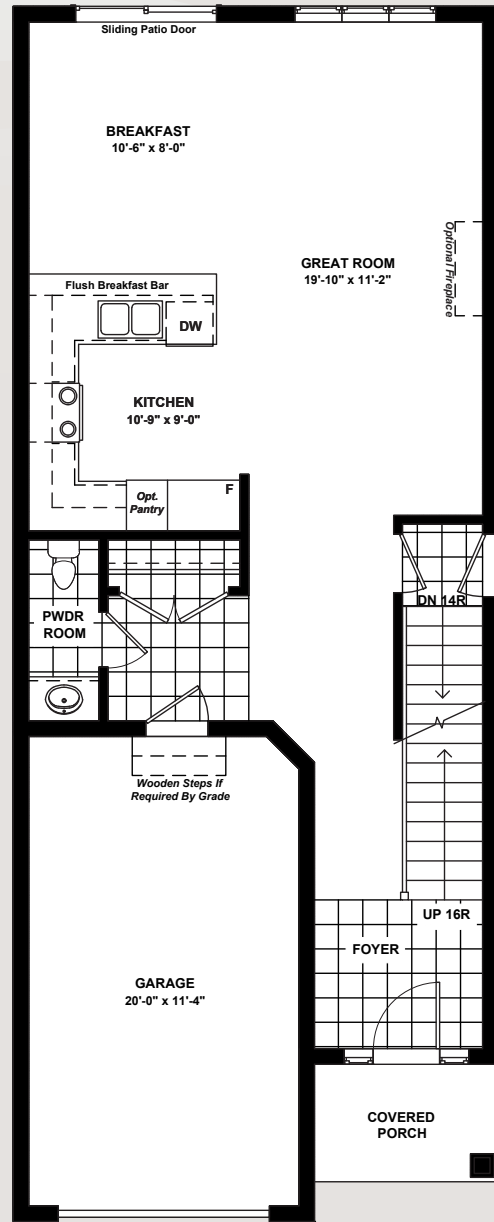 Sliding Patio Door
BREAKFAST
10'-6" x 8'-0"
GREAT ROOM
19'-10" x 11'-2"
Optional Fireplace
Flush Breakfast Bar
DW
KITCHEN
10'-9" x 9'-0"
Opt.
Pantry
F
PWDR
ROOM
DN 14R
Wooden Steps If
Required By Grade
UP 16R
FOYER
GARAGE
20'-0" x 11'-4"
COVERED
PORCH